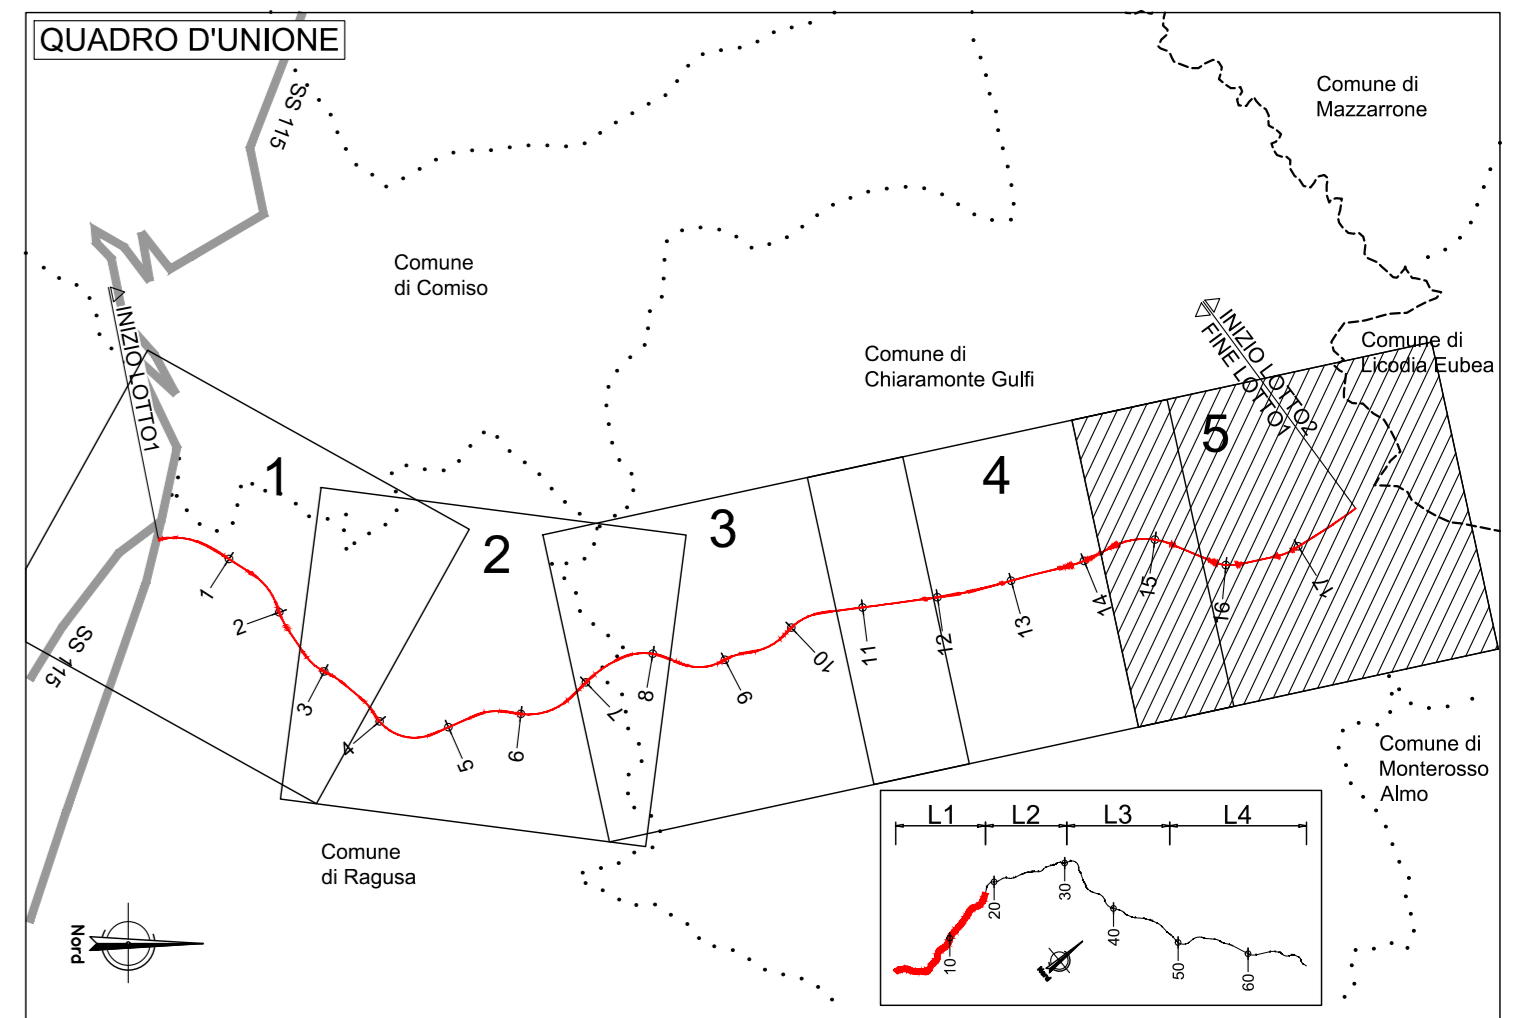 QUADRO D'UNIONE
SS 115
Comune di
Mazzarrone
Comune
di Comiso
INIZIO LOTTO1
Comune di
Chiaramonte Gulfi
INIZIO LOTTO2
FINE LOTTO1
Comune di
Licodia Eubea
1
2
3
4
5
1
2
3
4
5
6
7
8
9
10
11
12
13
14
15
16
17
SS 115
Comune
di Ragusa
Comune di
Monterosso
Almo
Nord
L1
L2
L3
L4
10
20
30
40
50
60
Nord